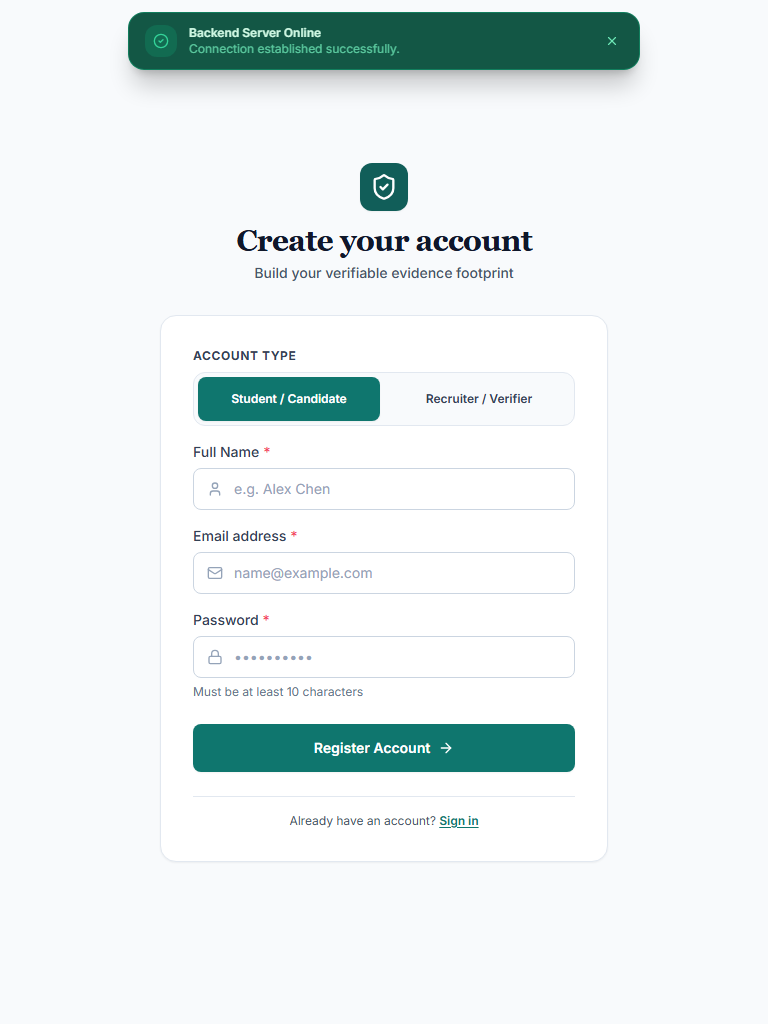 Backend Server Online
Connection established successfully.
Create your account
Build your verifiable evidence footprint
ACCOUNT TYPE
Student / Candidate
Recruiter / Verifier
Full Name *
e.g. Alex Chen
Email address *
name@example.com
Password *
••••••••••
Must be at least 10 characters
Register Account →
Already have an account? Sign in